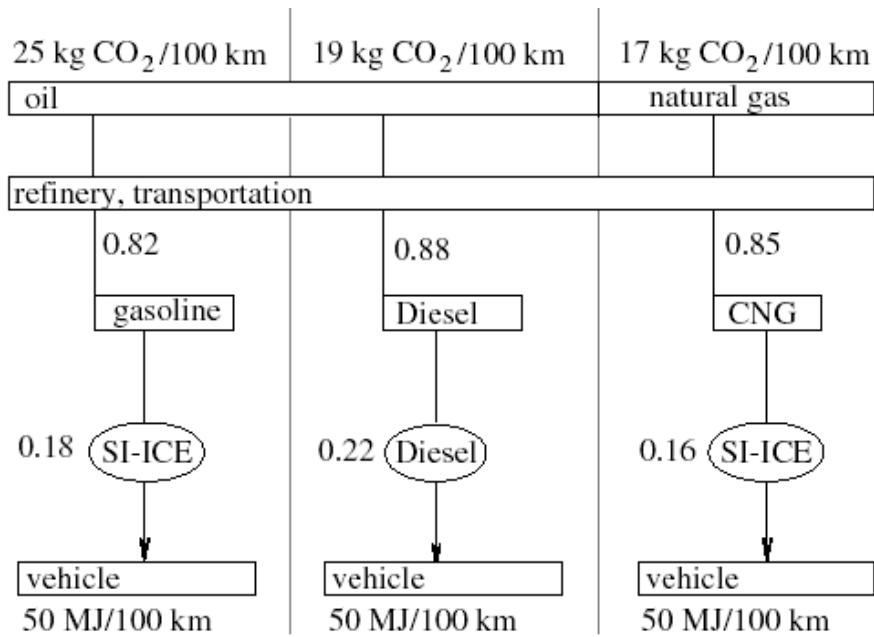 25 kg CO2/100 km
19 kg CO2/100 km
17 kg CO2/100 km
oil
natural gas
refinery, transportation
0.82
0.88
0.85
gasoline
Diesel
CNG
0.18
SI-ICE
0.22
Diesel
0.16
SI-ICE
vehicle
vehicle
vehicle
50 MJ/100 km
50 MJ/100 km
50 MJ/100 km